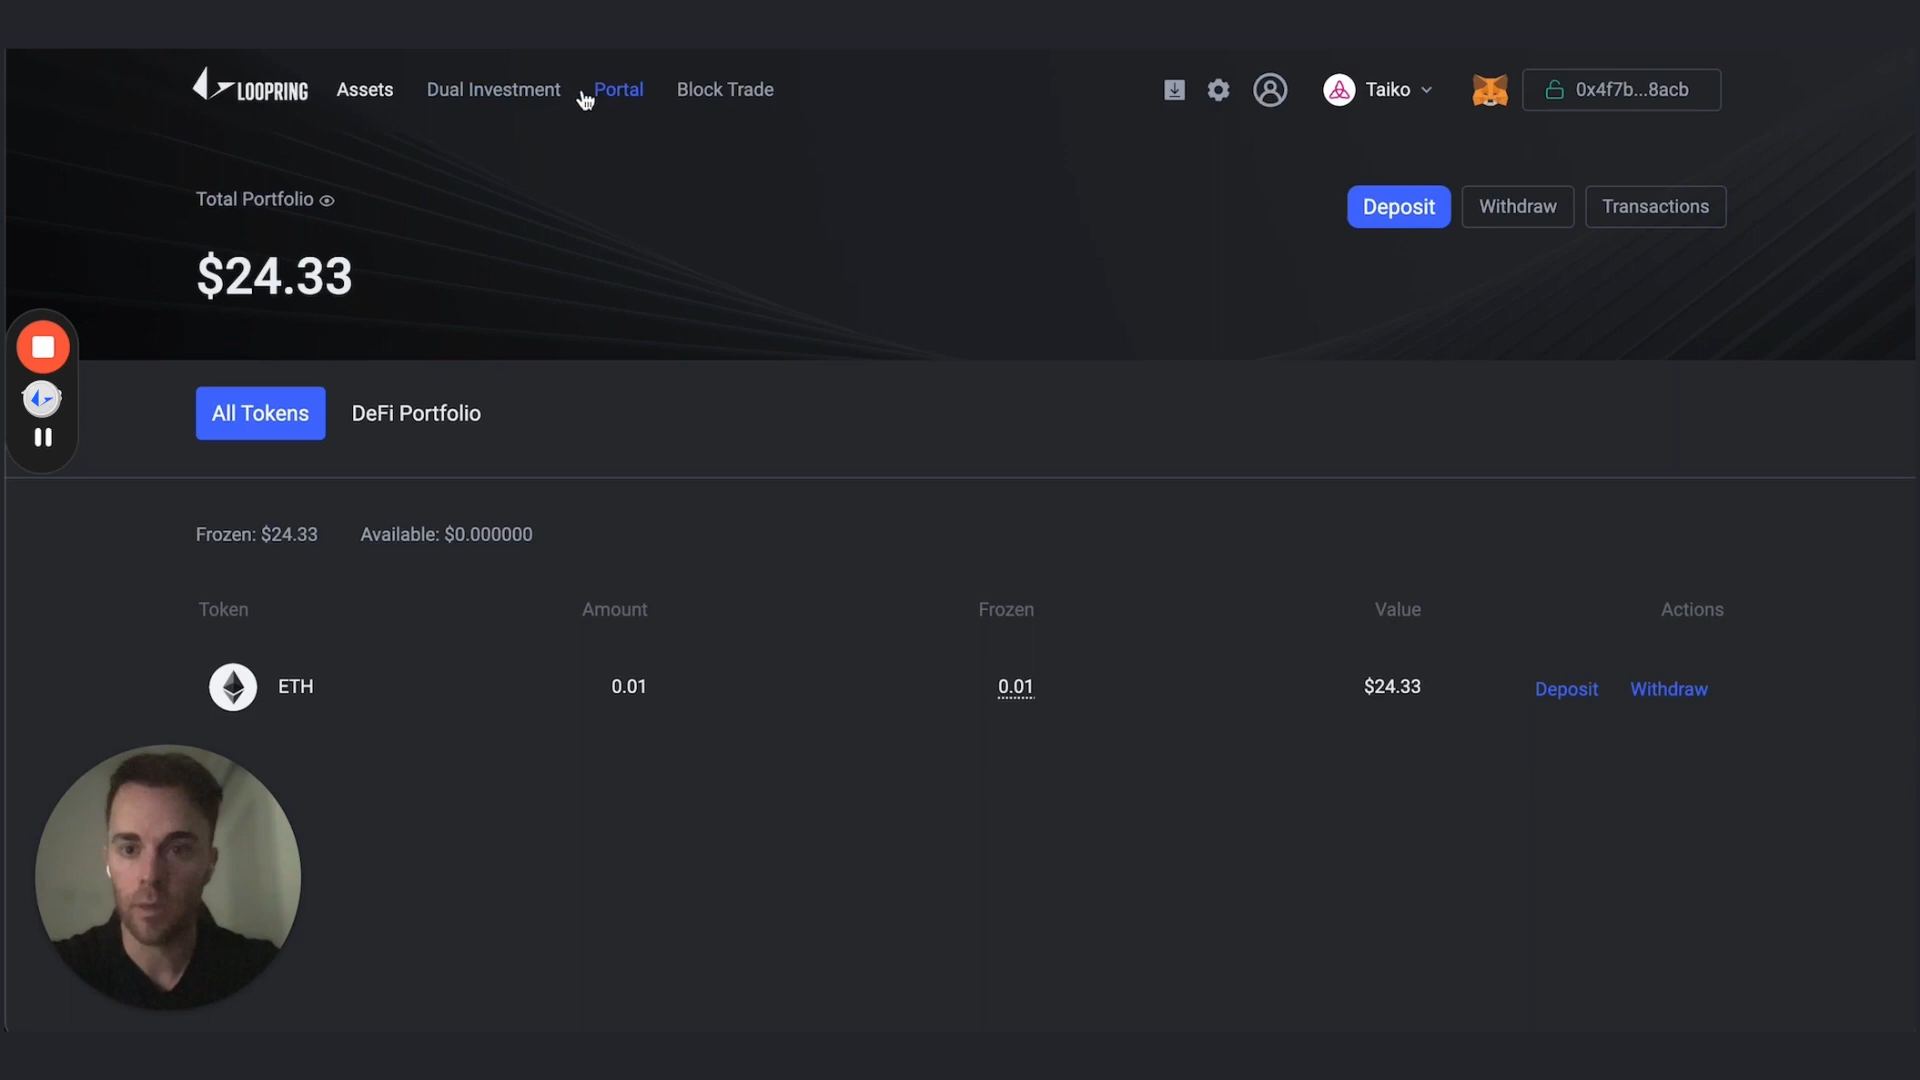 LOOPRING Assets Dual Investment Portal Block Trade Taiko 0x4f7b...8acb
Total Portfolio Deposit Withdraw Transactions
$24.33
All Tokens DeFi Portfolio
Frozen: $24.33 Available: $0.000000
Token Amount Frozen Value Actions
ETH 0.01 0.01 $24.33 Deposit Withdraw